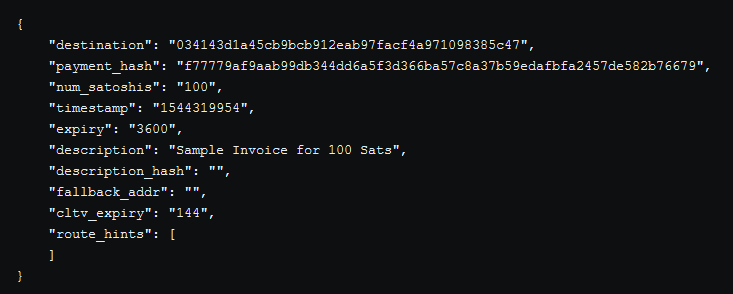 {
    "destination": "034143d1a45cb9bcb912eab97facf4a971098385c47",
    "payment_hash": "f77779af9aab99db344dd6a5f3d366ba57c8a37b59edafbfa2457de582b76679",
    "num_satoshis": "100",
    "timestamp": "1544319954",
    "expiry": "3600",
    "description": "Sample Invoice for 100 Sats",
    "description_hash": "",
    "fallback_addr": "",
    "cltv_expiry": "144",
    "route_hints": [
    ]
}